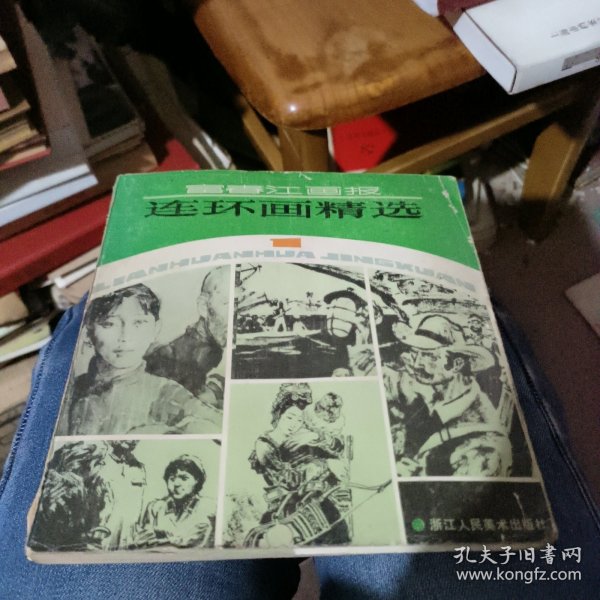 富春江画报
连环画精选
1
LIANHUANHUA JINGXUAN
浙江人民美术出版社
孔夫子旧书网
www.kongfz.com